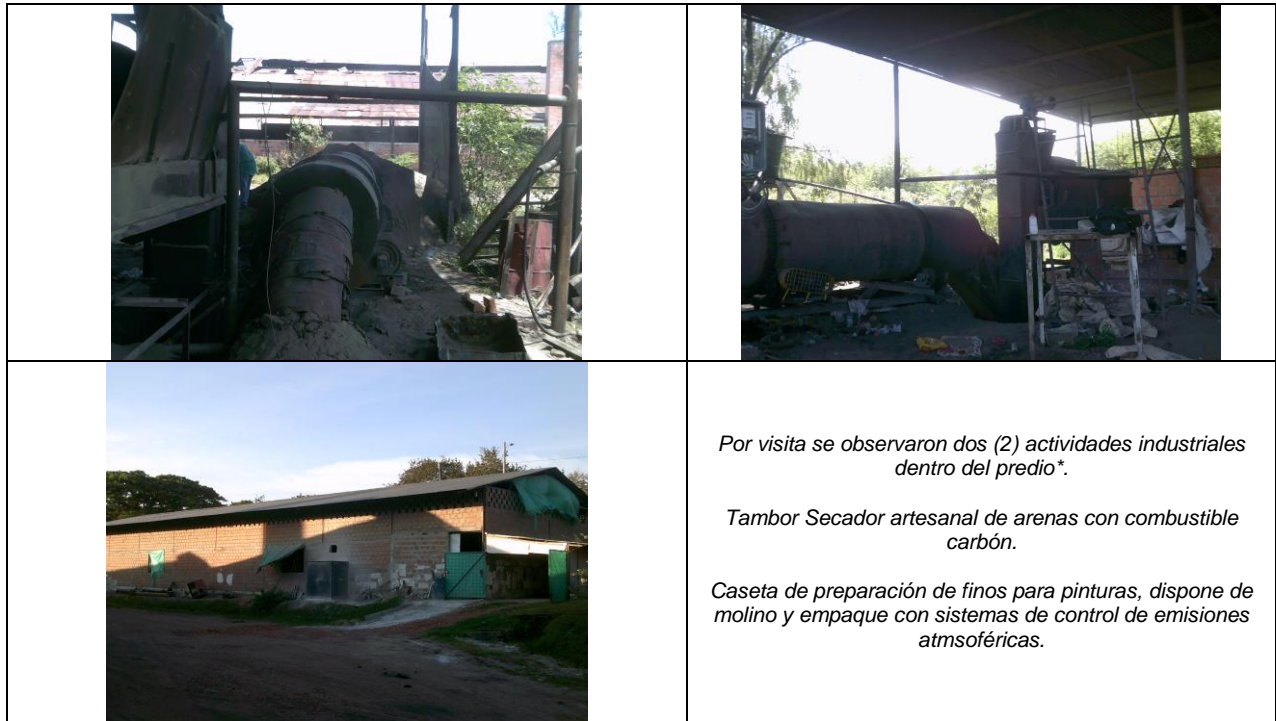 Por visita se observaron dos (2) actividades industriales
dentro del predio*.
Tambor Secador artesanal de arenas con combustible
carbón.
Caseta de preparación de finos para pinturas, dispone de
molino y empaque con sistemas de control de emisiones
atmsoféricas.